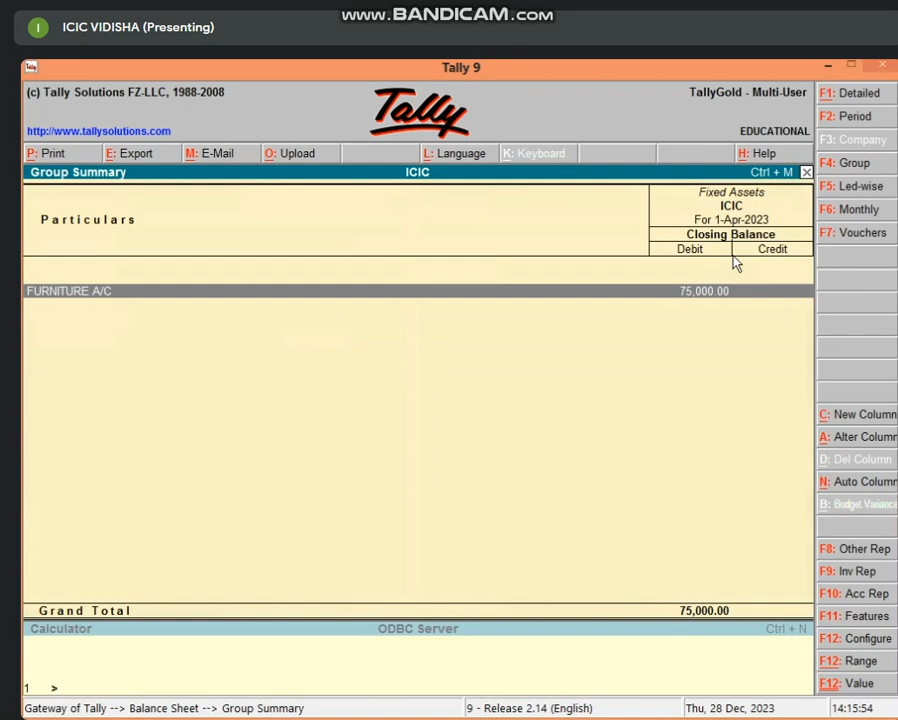 www.BANDICAM.com
I ICIC VIDISHA (Presenting)
Tally Tally 9
(c) Tally Solutions FZ-LLC, 1988-2008
http://www.tallysolutions.com
Tally
TallyGold - Multi-User
EDUCATIONAL
P: Print E: Export M: E-Mail O: Upload L: Language K: Keyboard H: Help
Group Summary ICIC Ctrl + M
Particulars
Fixed Assets
ICIC
For 1-Apr-2023
Closing Balance
Debit Credit
FURNITURE A/C 75,000.00
Grand Total 75,000.00
Calculator ODBC Server Ctrl + N
1 >
Gateway of Tally --> Balance Sheet --> Group Summary 9 - Release 2.14 (English) Thu, 28 Dec, 2023 14:15:54
F1: Detailed
F2: Period
F3: Company
F4: Group
F5: Led-wise
F6: Monthly
F7: Vouchers
C: New Column
A: Alter Column
D: Del Column
N: Auto Column
B: Budget Variance
F8: Other Rep
F9: Inv Rep
F10: Acc Rep
F11: Features
F12: Configure
F12: Range
F12: Value